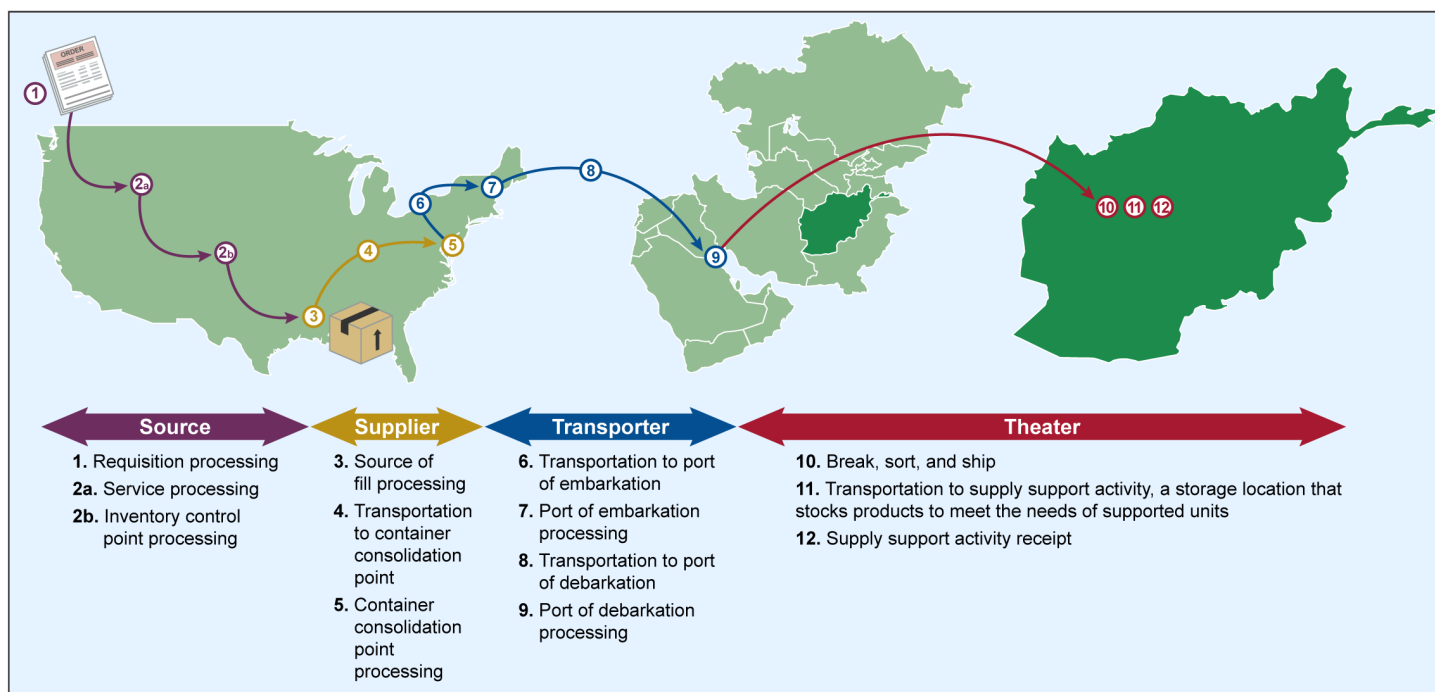 ORDER
1
2a
2b
3
4
5
6
7
8
9
10 11 12
Source
1. Requisition processing
2a. Service processing
2b. Inventory control
point processing
Supplier
3. Source of
fill processing
4. Transportation
to container
consolidation
point
5. Container
consolidation
point
processing
Transporter
6. Transportation to port
of embarkation
7. Port of embarkation
processing
8. Transportation to port
of debarkation
9. Port of debarkation
processing
Theater
10. Break, sort, and ship
11. Transportation to supply support activity, a storage location that
stocks products to meet the needs of supported units
12. Supply support activity receipt